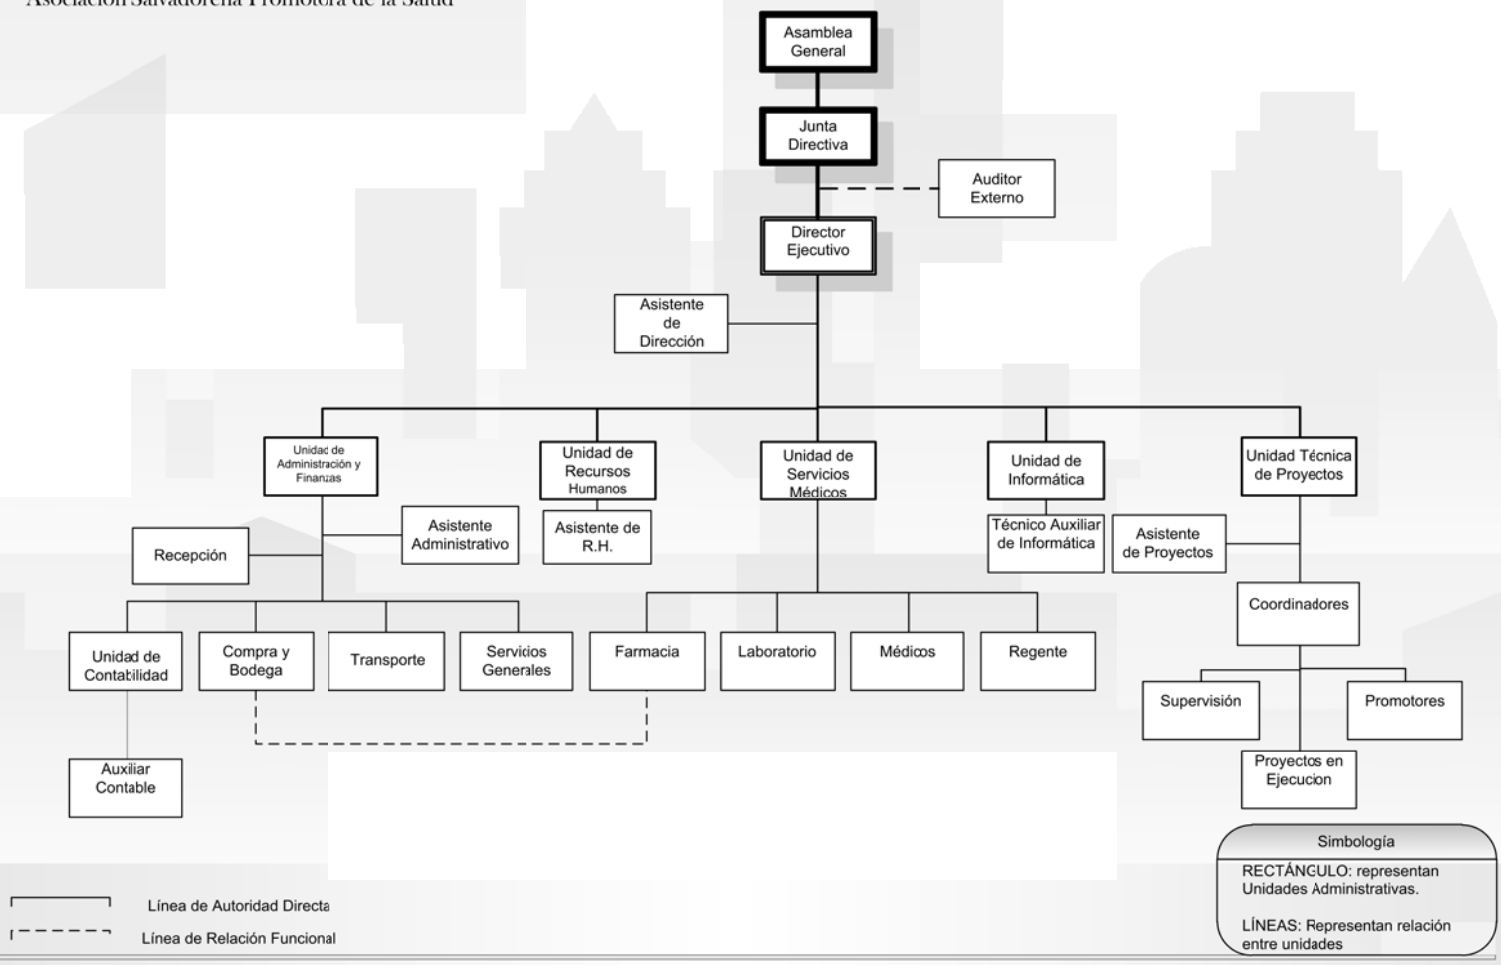 Asociación Salvadoreña Promotora de la Salud
Asamblea
General
Junta
Directiva
Auditor
Externo
Director
Ejecutivo
Asistente
de
Dirección
Unidad de
Administración y
Finanzas
Unidad de
Recursos
Humanos
Unidad de
Servicios
Médicos
Unidad de
Informática
Unidad Técnica
de Proyectos
Recepción
Asistente
Administrativo
Asistente de
R.H.
Técnico Auxiliar
de Informática
Asistente
de Proyectos
Coordinadores
Unidad de
Contabilidad
Compra y
Bodega
Transporte
Servicios
Generales
Farmacia
Laboratorio
Médicos
Regente
Supervisión
Promotores
Auxiliar
Contable
Proyectos en
Ejecucion
Simbología
RECTÁNGULO: representan
Unidades Administrativas.
LÍNEAS: Representan relación
entre unidades
Línea de Autoridad Directa
Línea de Relación Funcional